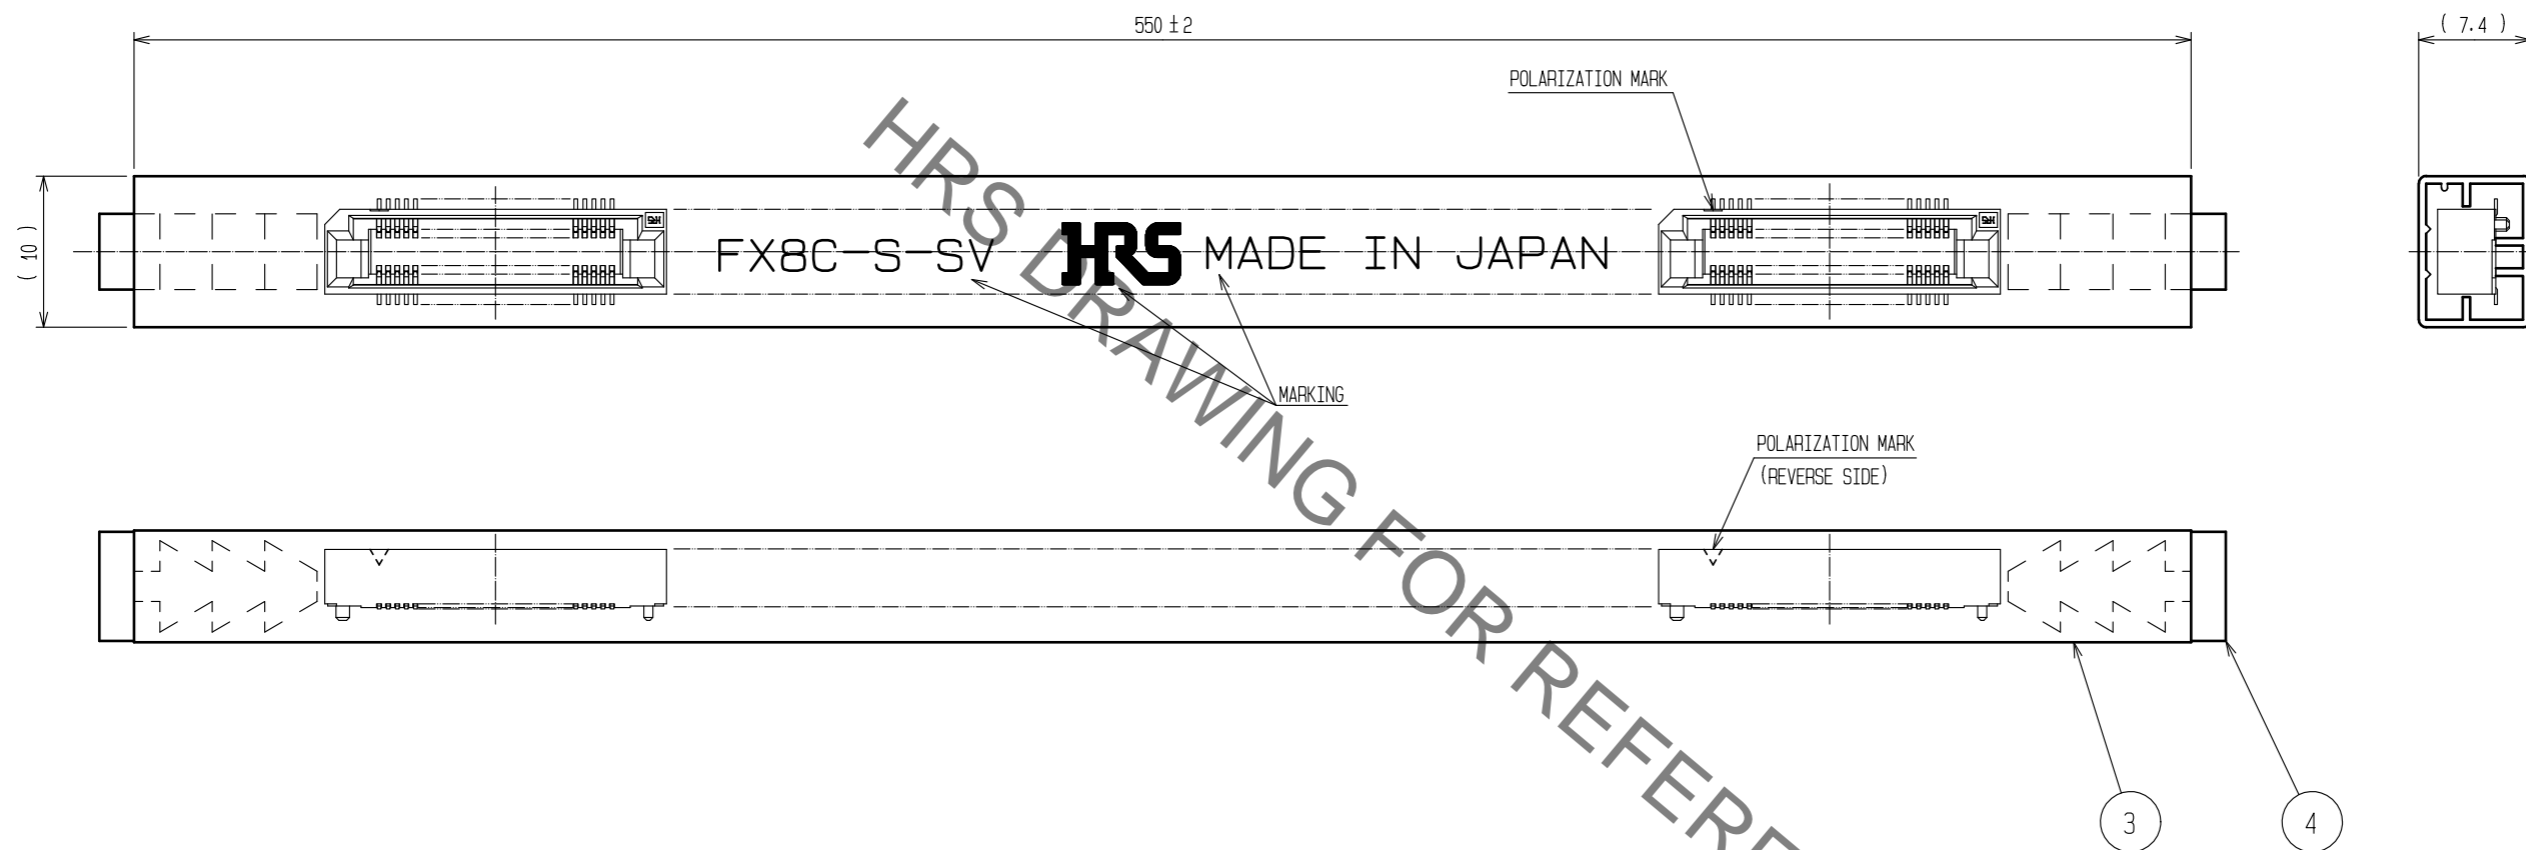 550 ±2
( 7.4 )
POLARIZATION MARK
( 10 )
FX8C-S-SV HRS MADE IN JAPAN
MARKING
POLARIZATION MARK
(REVERSE SIDE)
3
4
HRS DRAWING FOR REFERE